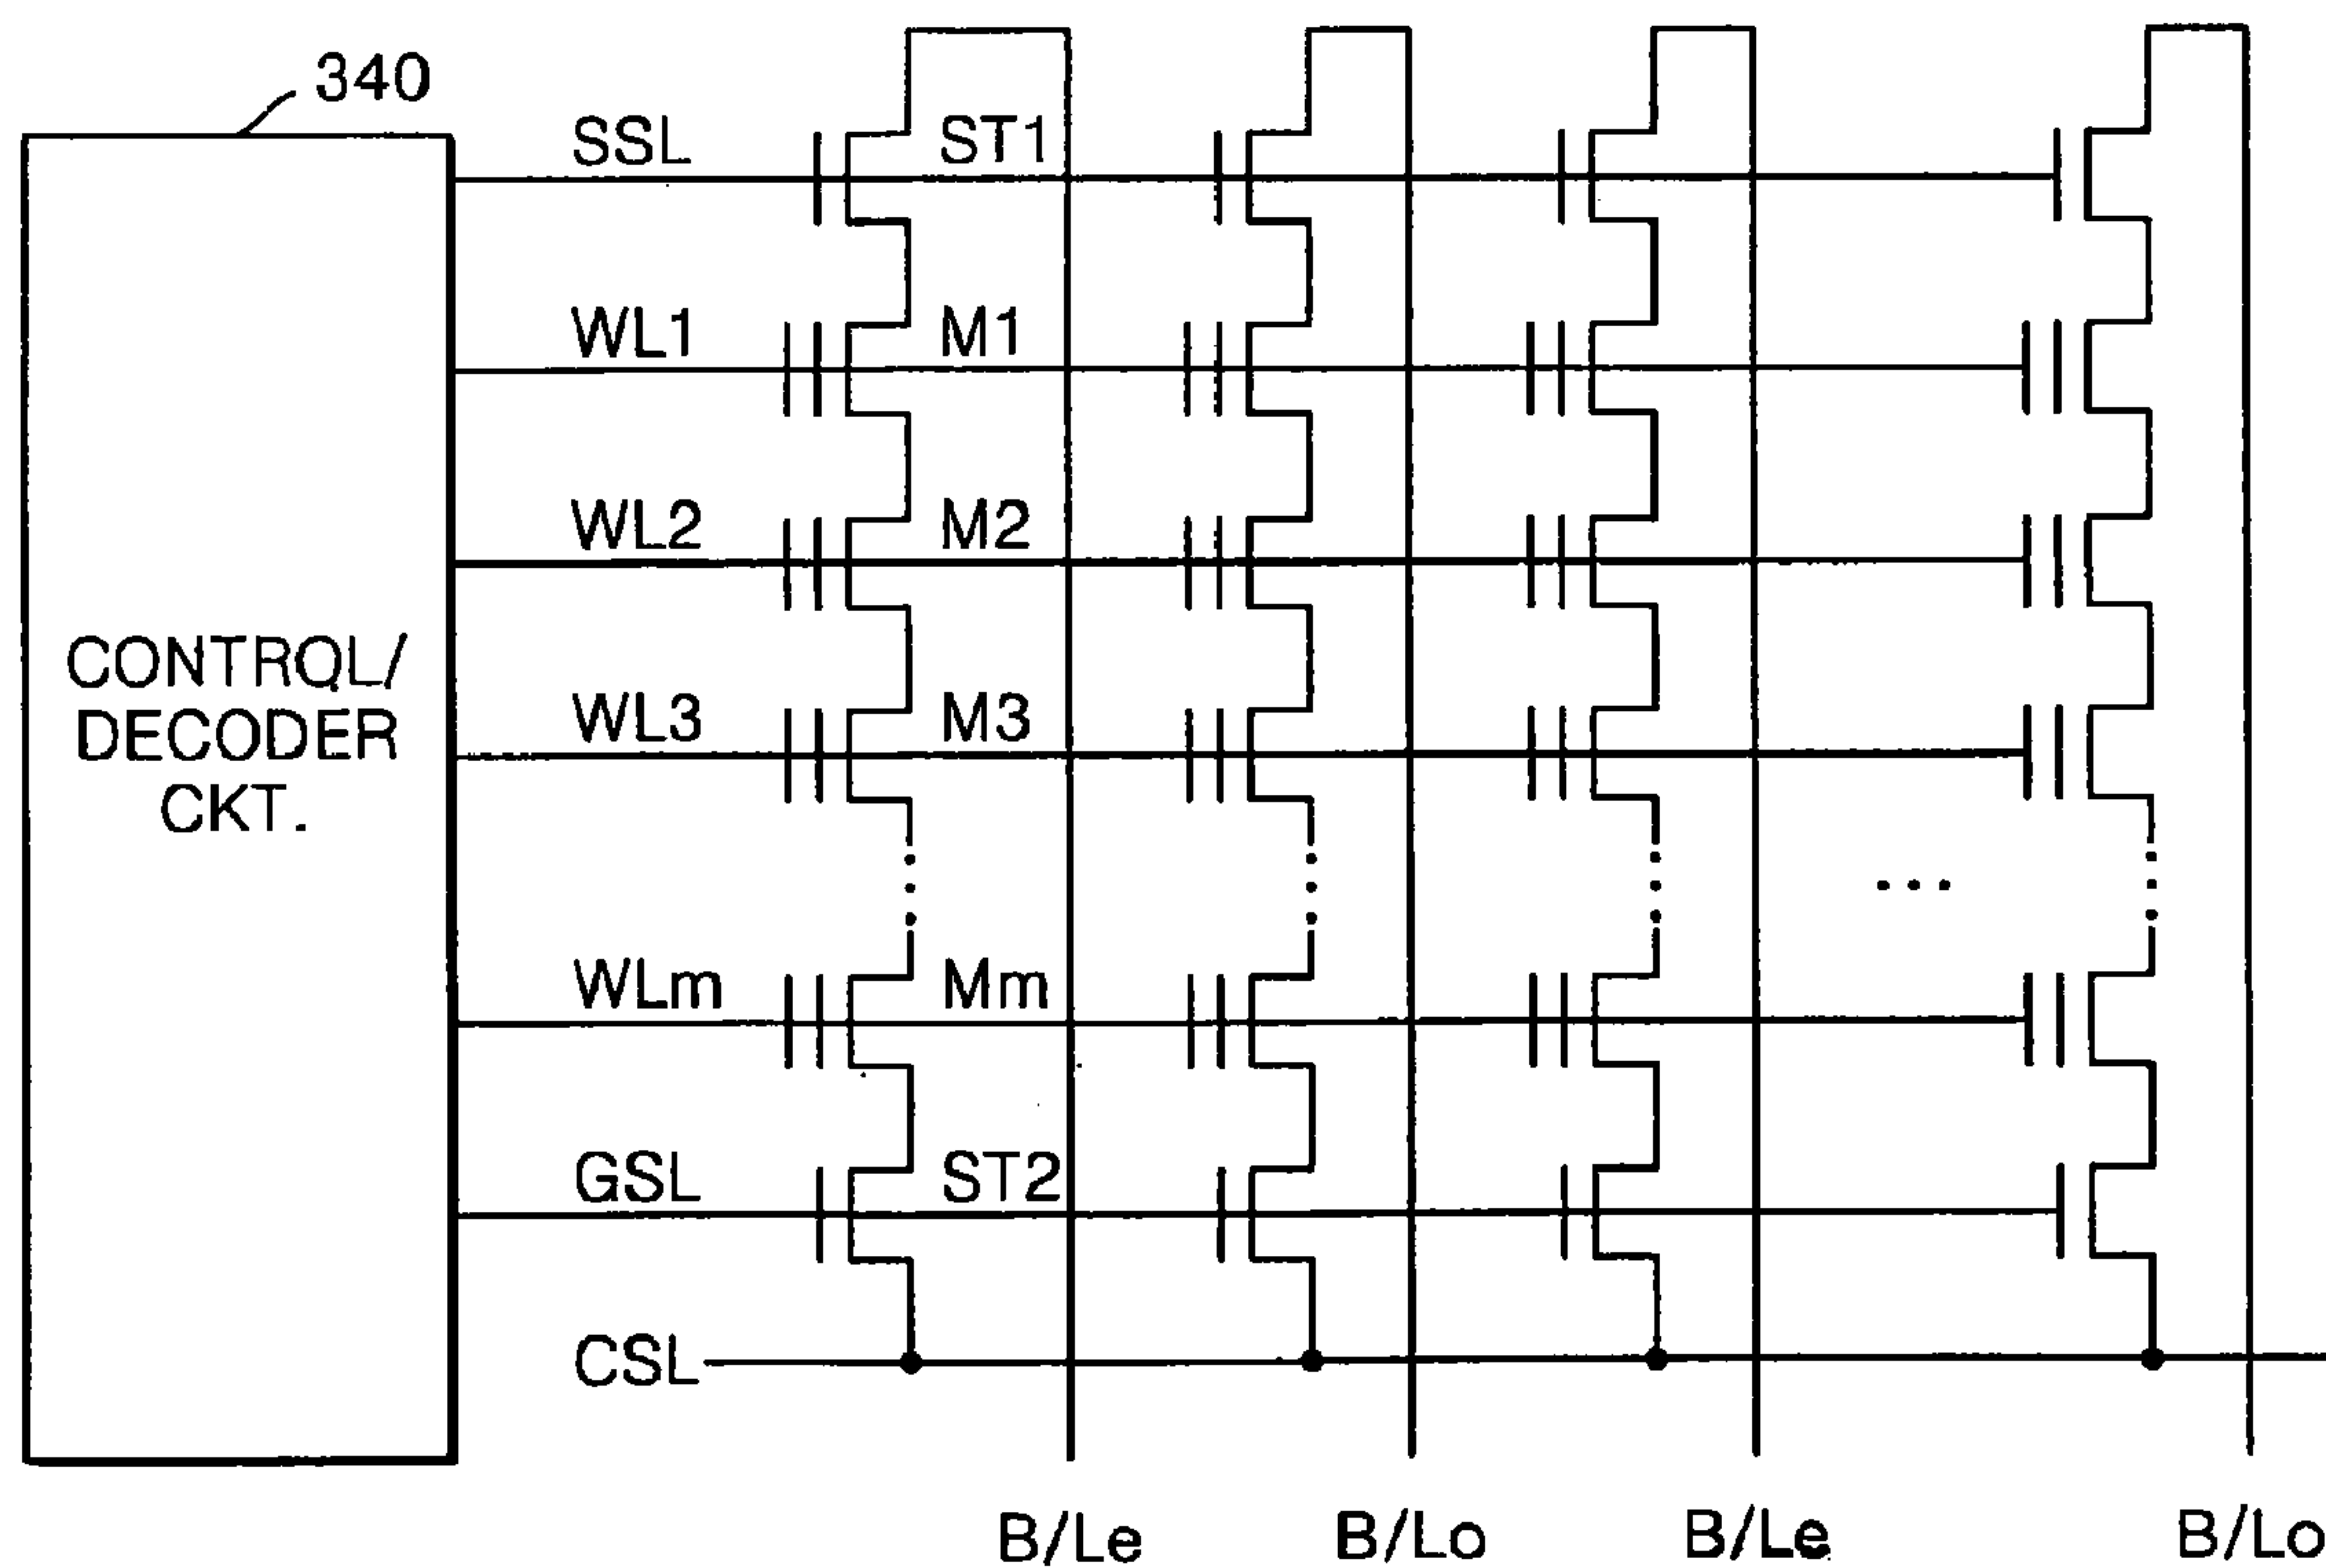 340
SSL ST1
WL1 M1
WL2 M2
CONTROL/
DECODER
CKT.
WL3 M3
WLm Mm
GSL ST2
CSL
B/Le B/Lo B/Le B/Lo